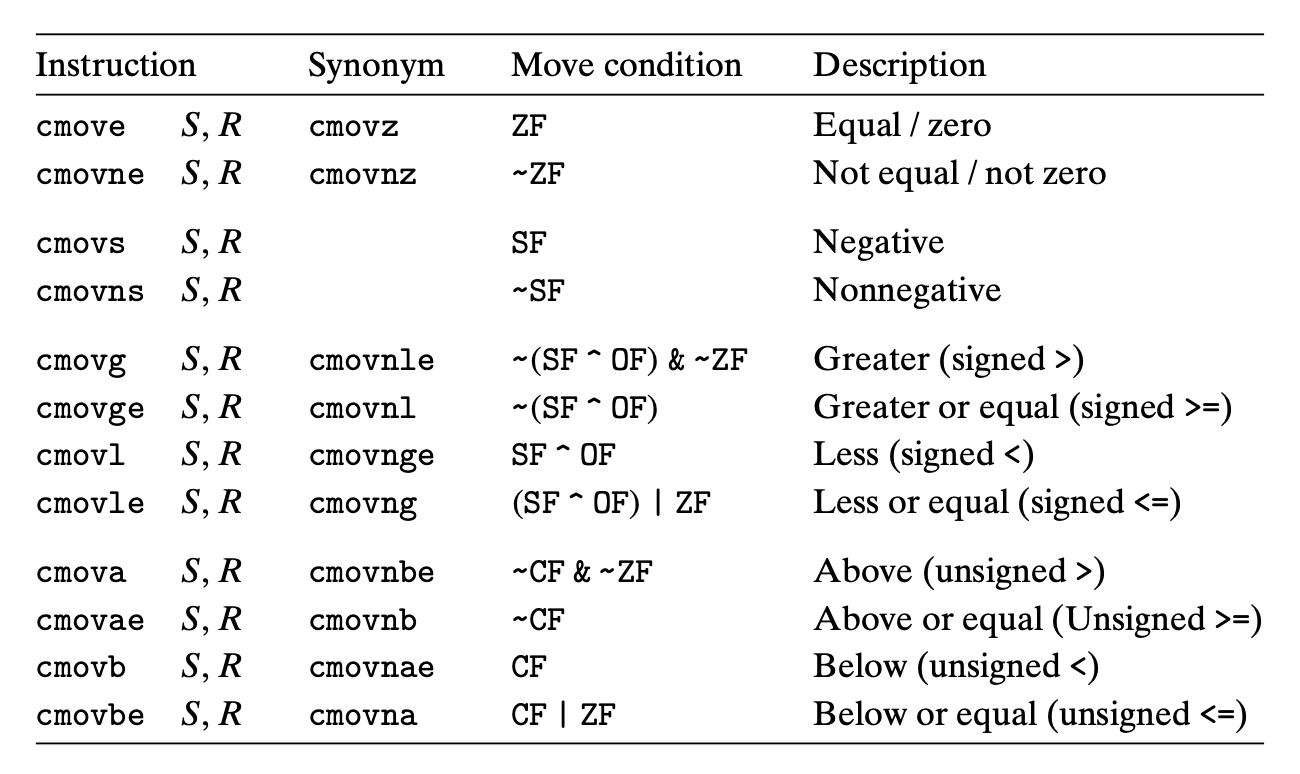 Instruction Synonym Move condition Description
cmove S, R cmovz ZF Equal / zero
cmovne S, R cmovnz ~ZF Not equal / not zero
cmovs S, R SF Negative
cmovns S, R ~SF Nonnegative
cmovg S, R cmovnle ~(SF ^ OF) & ~ZF Greater (signed >)
cmovge S, R cmovnl ~(SF ^ OF) Greater or equal (signed >=)
cmovl S, R cmovnge SF ^ OF Less (signed <)
cmovle S, R cmovng (SF ^ OF) | ZF Less or equal (signed <=)
cmova S, R cmovnbe ~CF & ~ZF Above (unsigned >)
cmovae S, R cmovnb ~CF Above or equal (Unsigned >=)
cmovb S, R cmovnae CF Below (unsigned <)
cmovbe S, R cmovna CF | ZF Below or equal (unsigned <=)